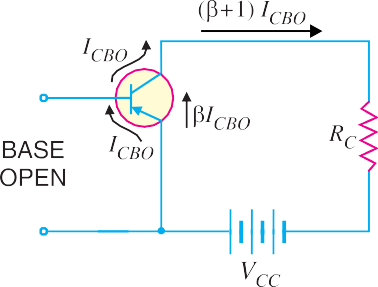 (β+1) I_CBO
I_CBO
βI_CBO
I_CBO
BASE
OPEN
R_C
V_CC